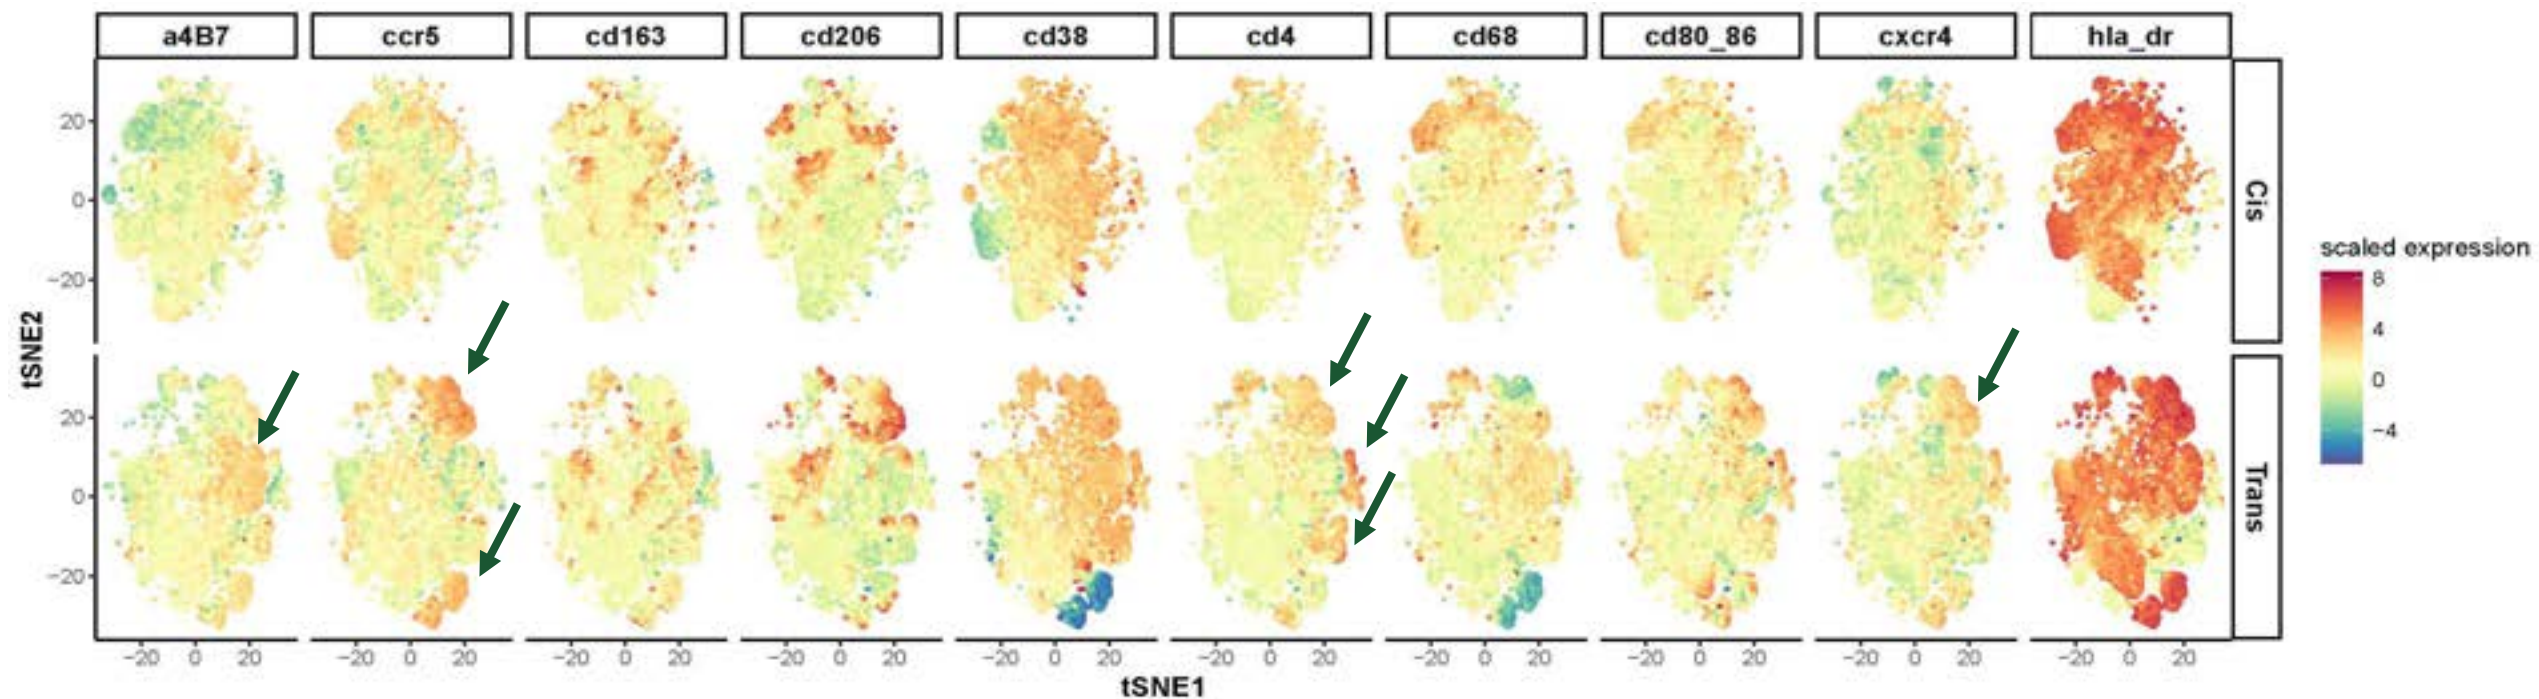 a4B7 ccr5 cd163 cd206 cd38 cd4 cd68 cd80_86 cxcr4 hla_dr
20
0
−20
Cis
tSNE2
20
0
−20
Trans
−20 0 20 −20 0 20 −20 0 20 −20 0 20 −20 0 20 −20 0 20 −20 0 20 −20 0 20 −20 0 20 −20 0 20
tSNE1
scaled expression
8
4
0
−4